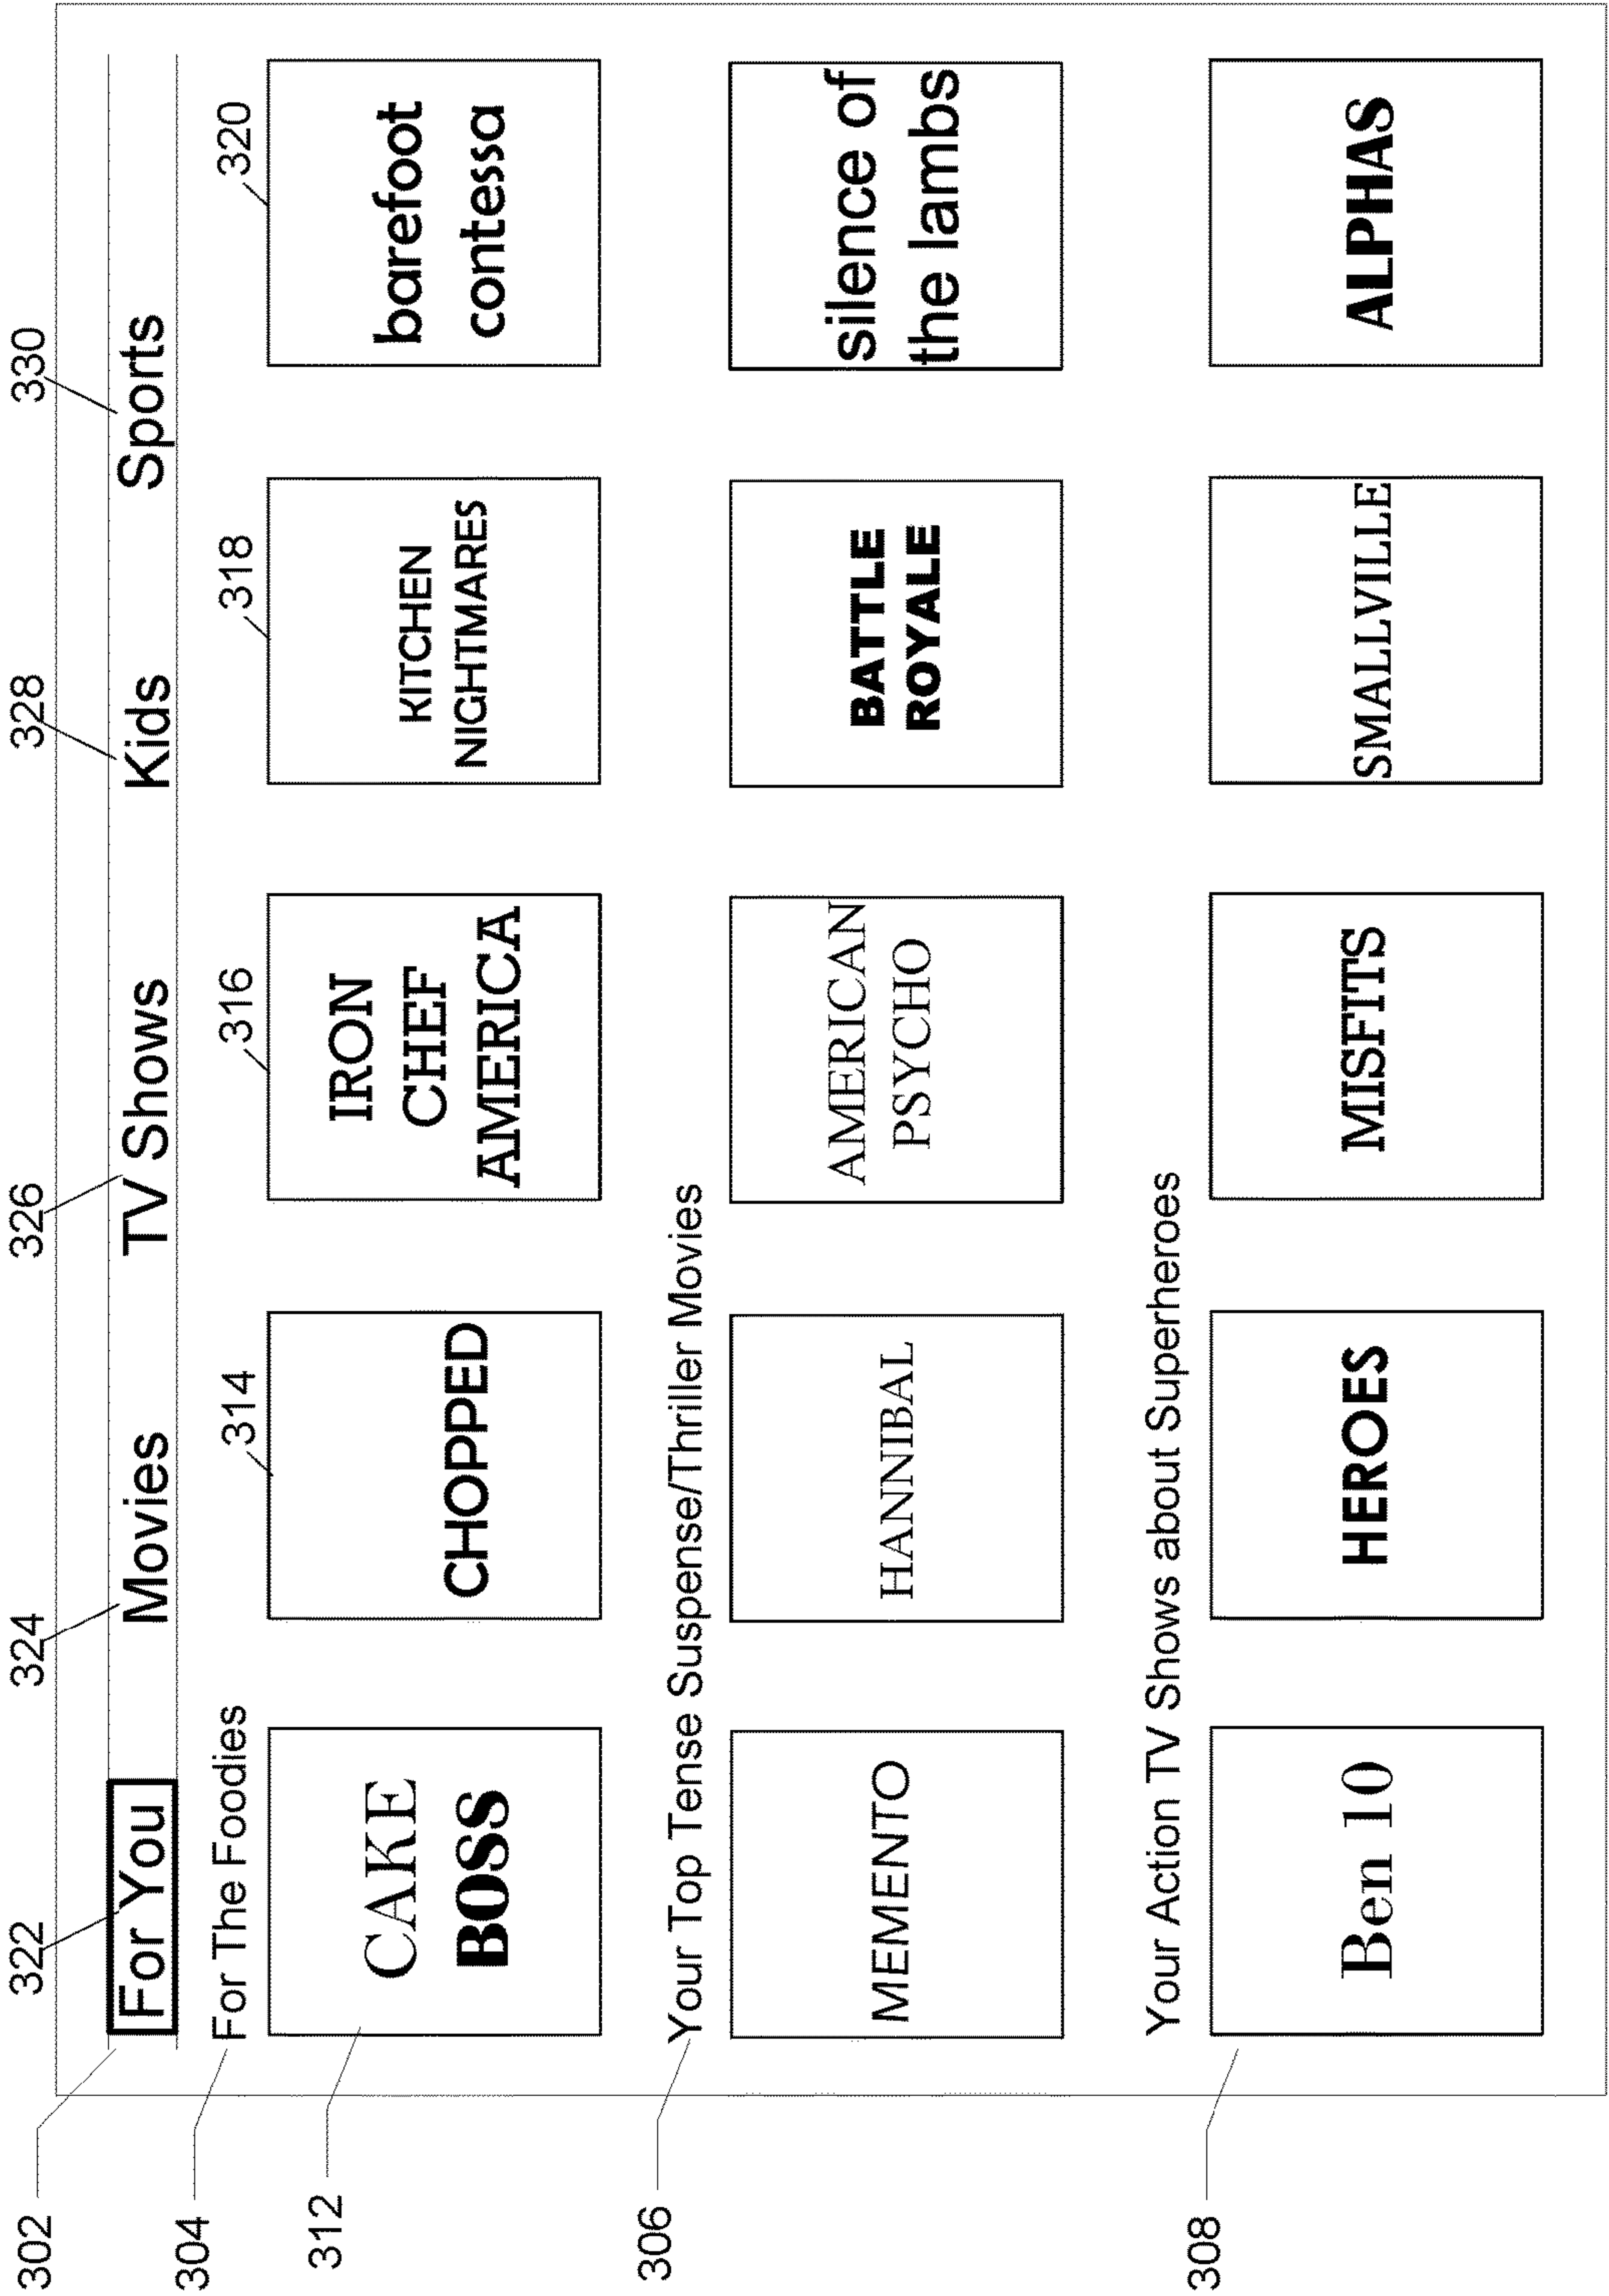 302
322
324
326
328
330
For You
Movies
TV Shows
Kids
Sports
304
For The Foodies
314
316
318
320
312
CAKE
BOSS
CHOPPED
IRON
CHEF
AMERICA
KITCHEN
NIGHTMARES
barefoot
contessa
306
Your Top Tense Suspense/Thriller Movies
MEMENTO
HANNIBAL
AMERICAN
PSYCHO
BATTLE
ROYALE
silence of
the lambs
308
Your Action TV Shows about Superheroes
Ben 10
HEROES
MISFITS
SMALLVILLE
ALPHAS